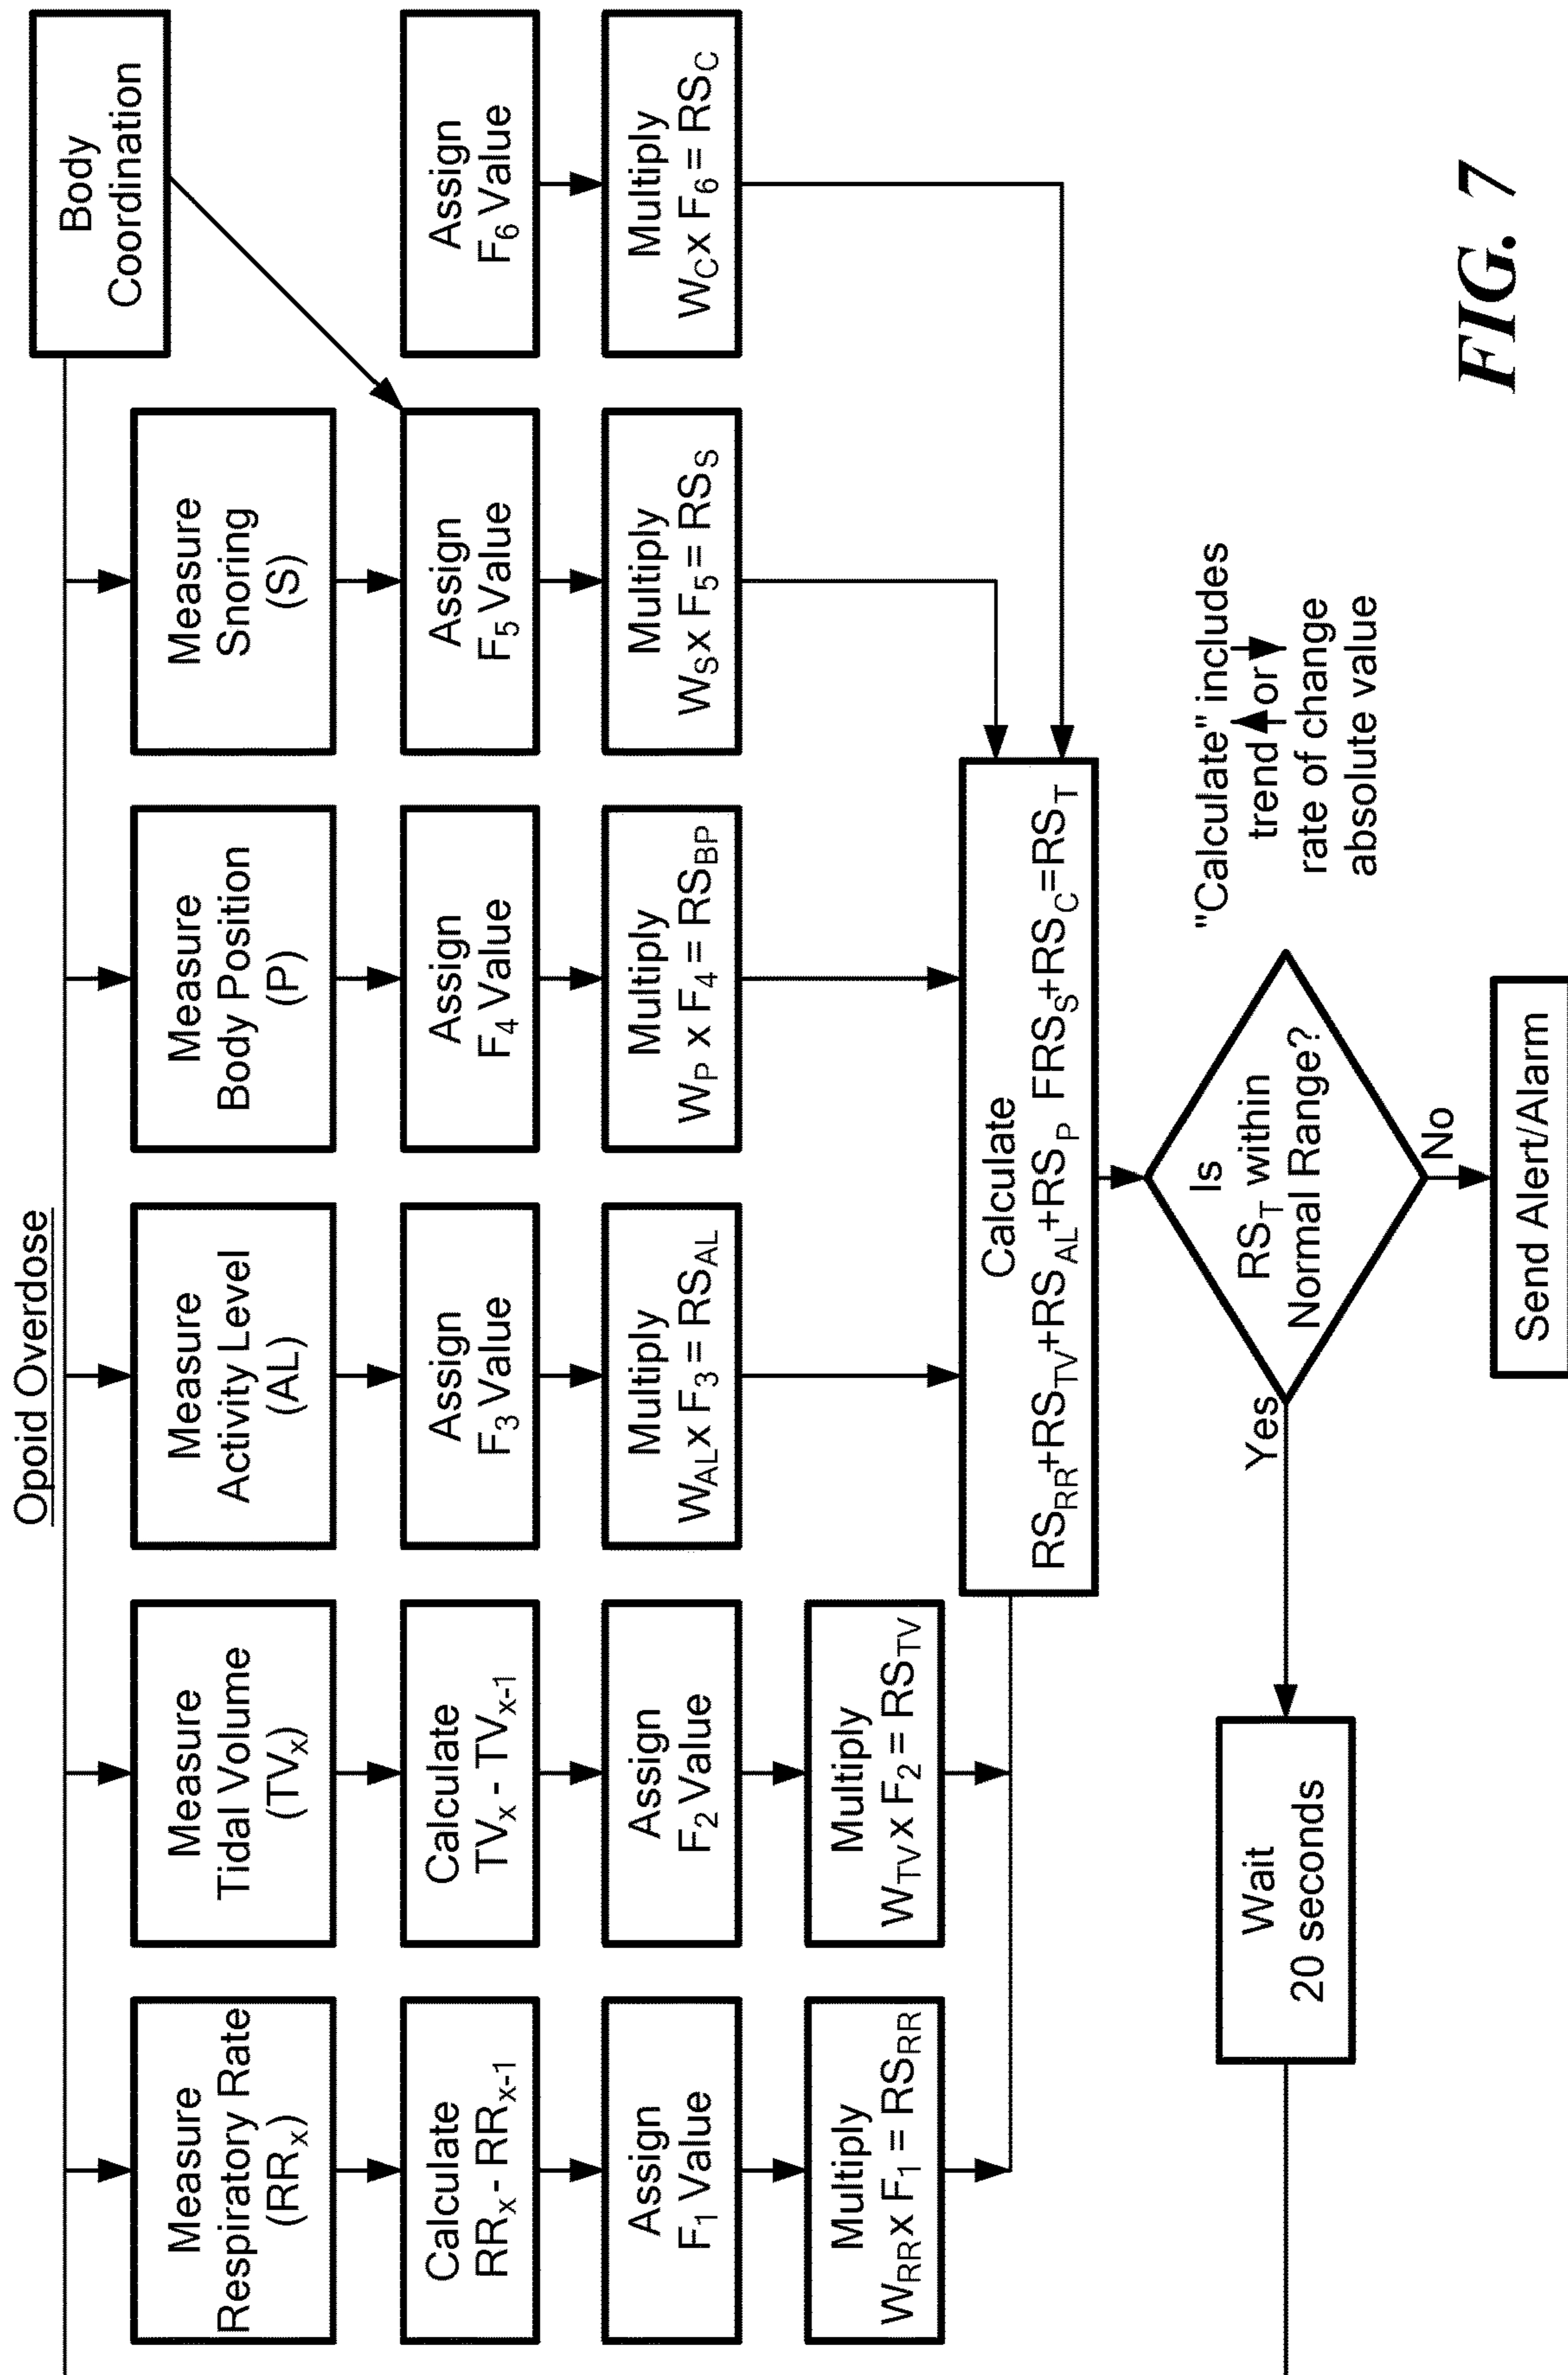 Opoid Overdose
Measure
Respiratory Rate
(RRx)
Measure
Tidal Volume
(TVx)
Measure
Activity Level
(AL)
Measure
Body Position
(P)
Measure
Snoring
(S)
Body
Coordination
Calculate
RRx - RRx-1
Calculate
TVx - TVx-1
Assign
F3 Value
Assign
F4 Value
Assign
F5 Value
Assign
F6 Value
Assign
F1 Value
Assign
F2 Value
Multiply
WAL x F3 = RSAL
Multiply
WP x F4 = RSBP
Multiply
WS x F5 = RSS
Multiply
WC x F6 = RSC
Multiply
WRR x F1 = RSRR
Multiply
WTV x F2 = RSTV
Calculate
RSRR+RSTV+RSAL+RSP FRSS+RSC=RST
Is
RST within
Normal Range?
Yes
No
Wait
20 seconds
Send Alert/Alarm
"Calculate" includes
trend or
rate of change
absolute value
FIG. 7